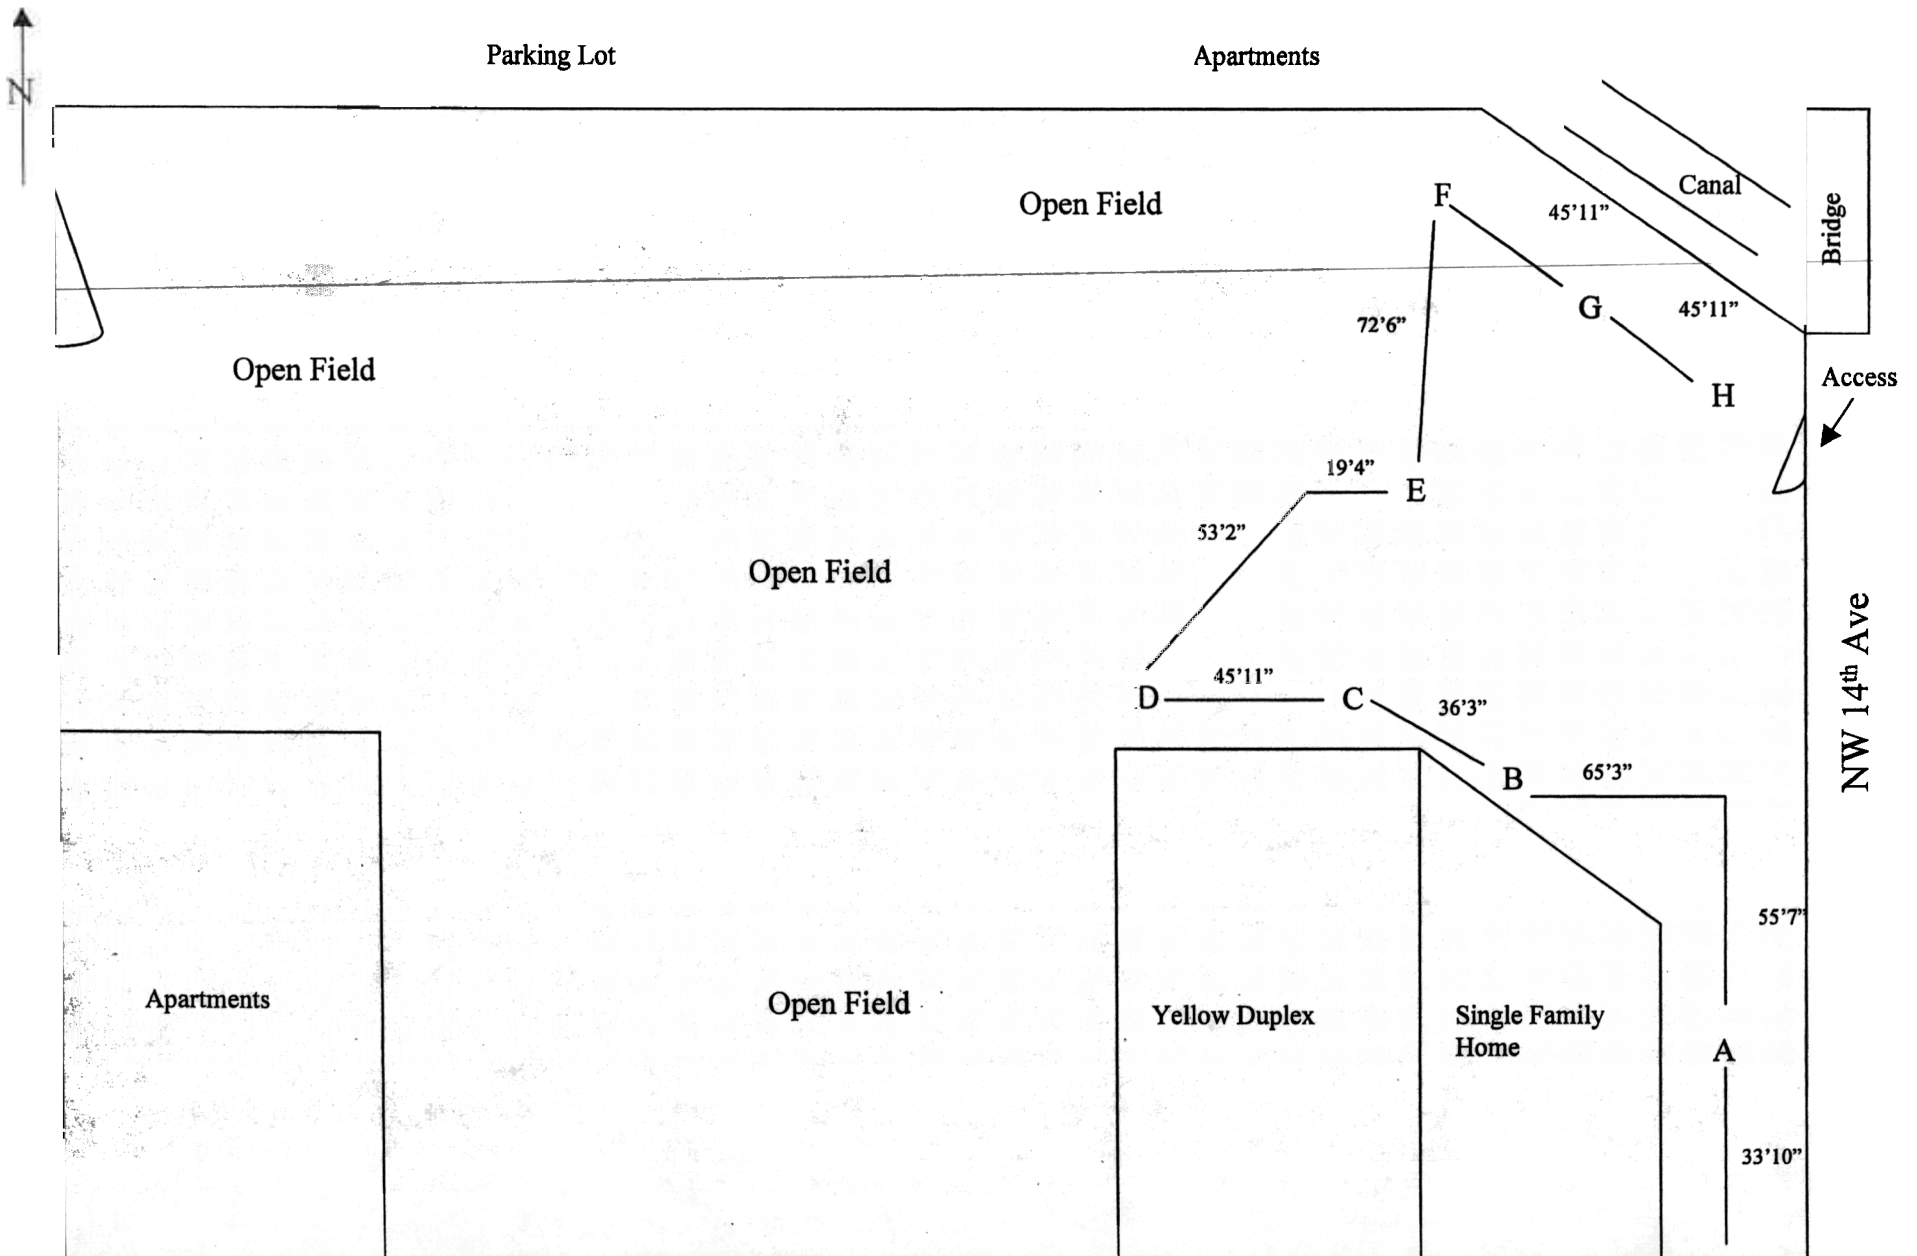 Parking Lot
Apartments
N
Canal
Open Field
F
45'11"
Bridge
G
45'11"
72'6"
Open Field
Access
H
19'4"
E
53'2"
Open Field
NW 14th Ave
45'11"
D
C
36'3"
B
65'3"
55'7"
Apartments
Open Field
Yellow Duplex
Single Family
Home
A
33'10"